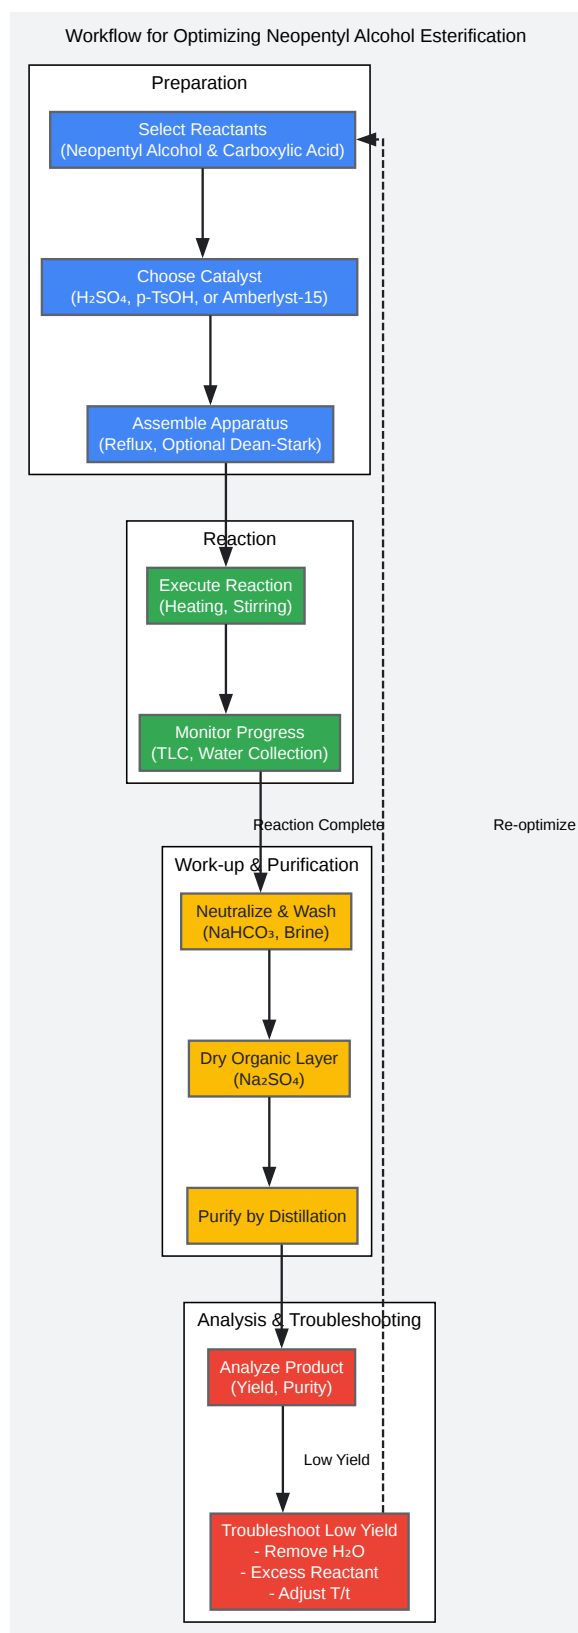 Workflow for Optimizing Neopentyl Alcohol Esterification
Preparation
Select Reactants
(Neopentyl Alcohol & Carboxylic Acid)
Choose Catalyst
(H₂SO₄, p-TsOH, or Amberlyst-15)
Assemble Apparatus
(Reflux, Optional Dean-Stark)
Reaction
Execute Reaction
(Heating, Stirring)
Monitor Progress
(TLC, Water Collection)
Reaction Complete
Re-optimize
Work-up & Purification
Neutralize & Wash
(NaHCO₃, Brine)
Dry Organic Layer
(Na₂SO₄)
Purify by Distillation
Analysis & Troubleshooting
Analyze Product
(Yield, Purity)
Low Yield
Troubleshoot Low Yield
- Remove H₂O
- Excess Reactant
- Adjust T/t